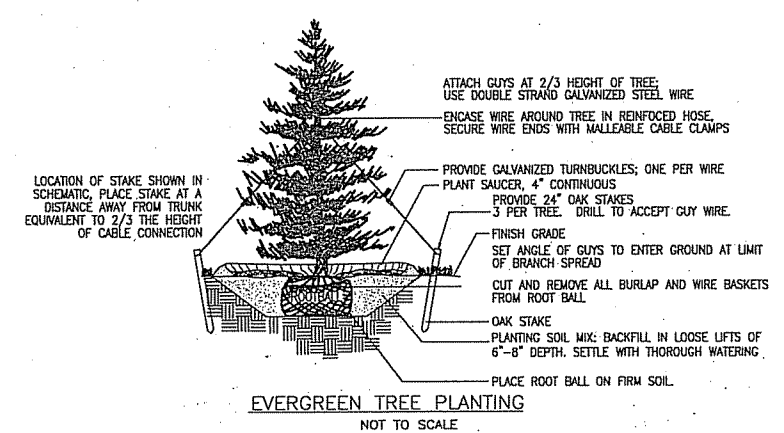 ATTACH GUYS AT 2/3 HEIGHT OF TREE;
USE DOUBLE STRAND GALVANIZED STEEL WIRE
ENCASE WIRE AROUND TREE IN REINFOCED HOSE.
SECURE WIRE ENDS WITH MALLEABLE CABLE CLAMPS
LOCATION OF STAKE SHOWN IN
SCHEMATIC, PLACE STAKE AT A
DISTANCE AWAY FROM TRUNK
EQUIVALENT TO 2/3 THE HEIGHT
OF CABLE CONNECTION
PROVIDE GALVANIZED TURNBUCKLES; ONE PER WIRE
PLANT SAUCER, 4" CONTINUOUS
PROVIDE 24" OAK STAKES
3 PER TREE. DRILL TO ACCEPT GUY WIRE.
FINISH GRADE
SET ANGLE OF GUYS TO ENTER GROUND AT LIMIT
OF BRANCH SPREAD
CUT AND REMOVE ALL BURLAP AND WIRE BASKETS
FROM ROOT BALL
ROOTBALL
OAK STAKE
PLANTING SOIL MIX: BACKFILL IN LOOSE LIFTS OF
6"-8" DEPTH. SETTLE WITH THOROUGH WATERING
PLACE ROOT BALL ON FIRM SOIL
EVERGREEN TREE PLANTING
NOT TO SCALE